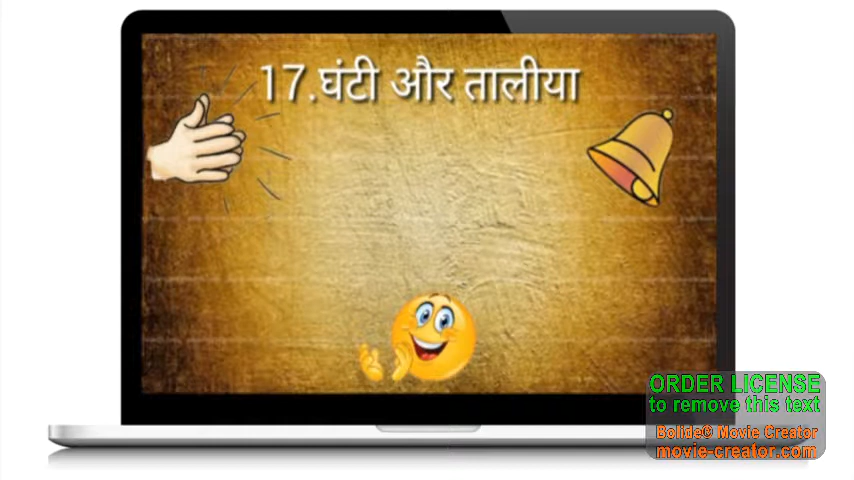 17.घंटी और तालीया
ORDER LICENSE
to remove this text
Bolide© Movie Creator
movie-creator.com